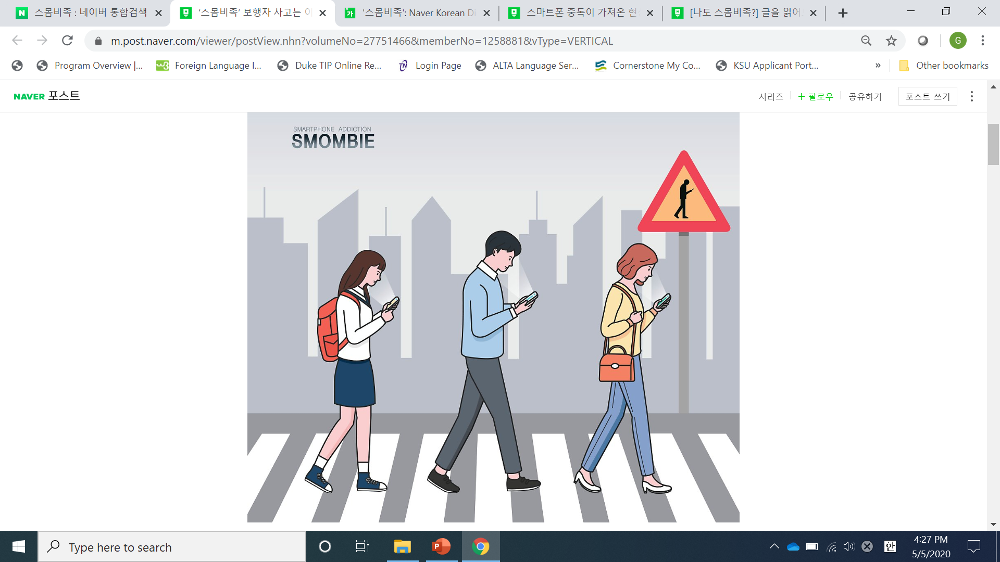 스몸비족 : 네이버 통합검색
'스몸비족' 보행자 사고는 이
'스몸비족': Naver Korean Di
스마트폰 중독이 가져온 현
[나도 스몸비족?] 글을 읽어
m.post.naver.com/viewer/postView.nhn?volumeNo=27751466&memberNo=1258881&vType=VERTICAL
G
Program Overview |...
Foreign Language I...
Duke TIP Online Re...
Login Page
ALTA Language Ser...
Cornerstone My Co...
KSU Applicant Port...
»
Other bookmarks
NAVER 포스트
시리즈
+ 팔로우
공유하기
포스트 쓰기
SMARTPHONE ADDICTION
SMOMBIE
Type here to search
한
4:27 PM
5/5/2020